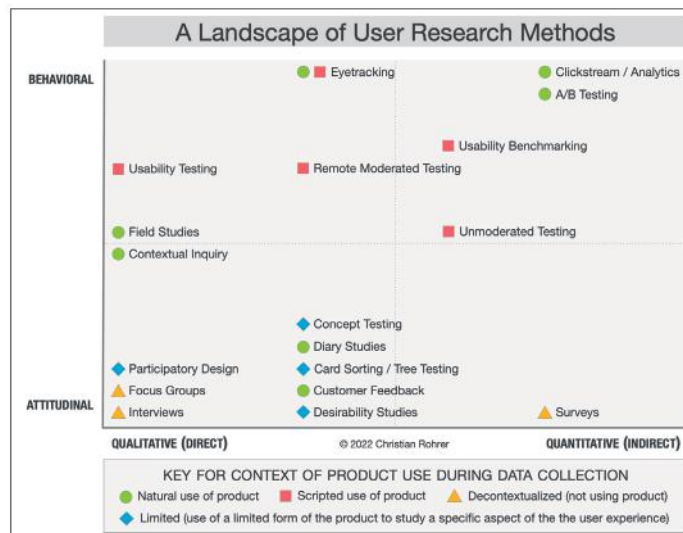 A Landscape of User Research Methods
BEHAVIORAL
Eyetracking
Clickstream / Analytics
A/B Testing
Usability Benchmarking
Usability Testing
Remote Moderated Testing
Field Studies
Unmoderated Testing
Contextual Inquiry
Concept Testing
Diary Studies
Participatory Design
Card Sorting / Tree Testing
Focus Groups
Customer Feedback
ATTITUDINAL
Interviews
Desirability Studies
Surveys
QUALITATIVE (DIRECT)
© 2022 Christian Rohrer
QUANTITATIVE (INDIRECT)
KEY FOR CONTEXT OF PRODUCT USE DURING DATA COLLECTION
Natural use of product
Scripted use of product
Decontextualized (not using product)
Limited (use of a limited form of the product to study a specific aspect of the the user experience)